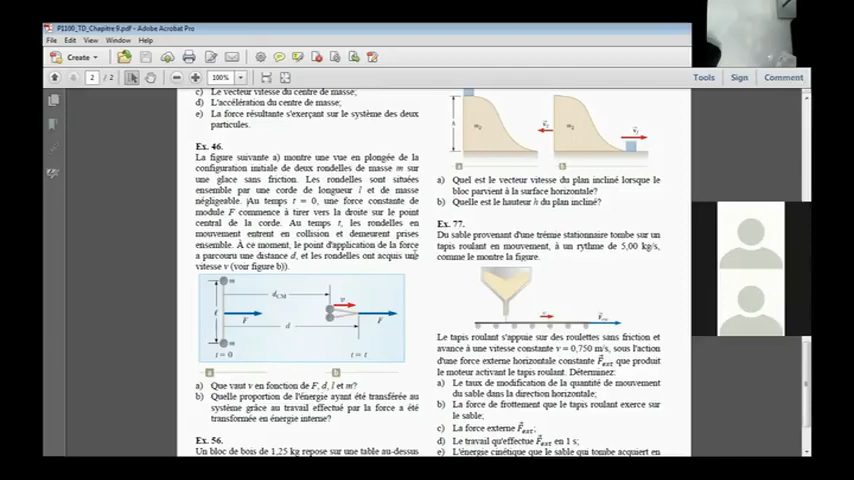 P1100_TD_Chapitre 9.pdf - Adobe Acrobat Pro
File Edit View Window Help
Create
2 / 2
100%
Tools Sign Comment
c) Le vecteur vitesse du centre de masse;
d) L'accélération du centre de masse;
e) La force résultante s'exerçant sur le système des deux
particules.
Ex. 46.
La figure suivante a) montre une vue en plongée de la
configuration initiale de deux rondelles de masse m sur
une glace sans friction. Les rondelles sont situées
ensemble par une corde de longueur l et de masse
négligeable. Au temps t = 0, une force constante de
module F commence à tirer vers la droite sur le point
central de la corde. Au temps t, les rondelles en
mouvement entrent en collision et demeurent prises
ensemble. À ce moment, le point d'application de la force
a parcouru une distance d, et les rondelles ont acquis une
vitesse v (voir figure b)).
m
d_CM
v
ℓ
F
F
d
m
t = 0
t = t
a
b
a) Que vaut v en fonction de F, d, l et m?
b) Quelle proportion de l'énergie ayant été transférée au
système grâce au travail effectué par la force a été
transformée en énergie interne?
Ex. 56.
Un bloc de bois de 1,25 kg repose sur une table au-dessus
h
m₂
m₂
a
b
a) Quel est le vecteur vitesse du plan incliné lorsque le
bloc parvient à la surface horizontale?
b) Quelle est le hauteur h du plan incliné?
Ex. 77.
Du sable provenant d'une trémie stationnaire tombe sur un
tapis roulant en mouvement, à un rythme de 5,00 kg/s,
comme le montre la figure.
Le tapis roulant s'appuie sur des roulettes sans friction et
avance à une vitesse constante v = 0,750 m/s, sous l'action
d'une force externe horizontale constante F⃗ext que produit
le moteur activant le tapis roulant. Déterminez:
a) Le taux de modification de la quantité de mouvement
du sable dans la direction horizontale;
b) La force de frottement que le tapis roulant exerce sur
le sable;
c) La force externe F⃗ext;
d) Le travail qu'effectue F⃗ext en 1 s;
e) L'énergie cinétique que le sable qui tombe acquiert en